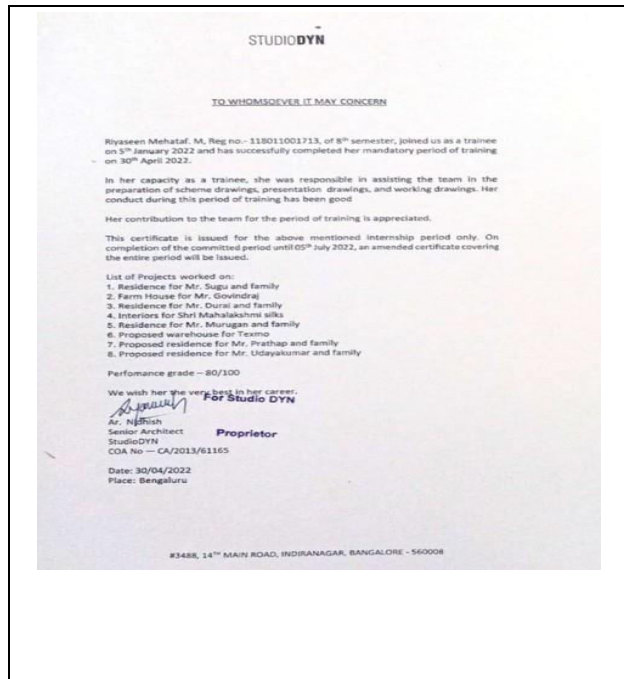 STUDIODYN
TO WHOMSOEVER IT MAY CONCERN
Riyaseen Mehataf. M, Reg no.- 118011001713, of 8th semester, joined us as a trainee
on 5th January 2022 and has successfully completed her mandatory period of training
on 30th April 2022.
In her capacity as a trainee, she was responsible in assisting the team in the
preparation of scheme drawings, presentation drawings, and working drawings. Her
conduct during this period of training has been good
Her contribution to the team for the period of training is appreciated.
This certificate is issued for the above mentioned internship period only. On
completion of the committed period until 05th July 2022, an amended certificate covering
the entire period will be issued.
List of Projects worked on:
1. Residence for Mr. Sugu and family
2. Farm House for Mr. Govindraj
3. Residence for Mr. Durai and family
4. Interiors for Shri Mahalakshmi silks
5. Residence for Mr. Murugan and family
6. Proposed warehouse for Texmo
7. Proposed residence for Mr. Prathap and family
8. Proposed residence for Mr. Udayakumar and family
Perfomance grade – 80/100
We wish her the very best in her career.
For Studio DYN
Ar. Nidhish
Senior Architect
Proprietor
StudioDYN
COA No — CA/2013/61165
Date: 30/04/2022
Place: Bengaluru
#3488, 14TH MAIN ROAD, INDIRANAGAR, BANGALORE - 560008